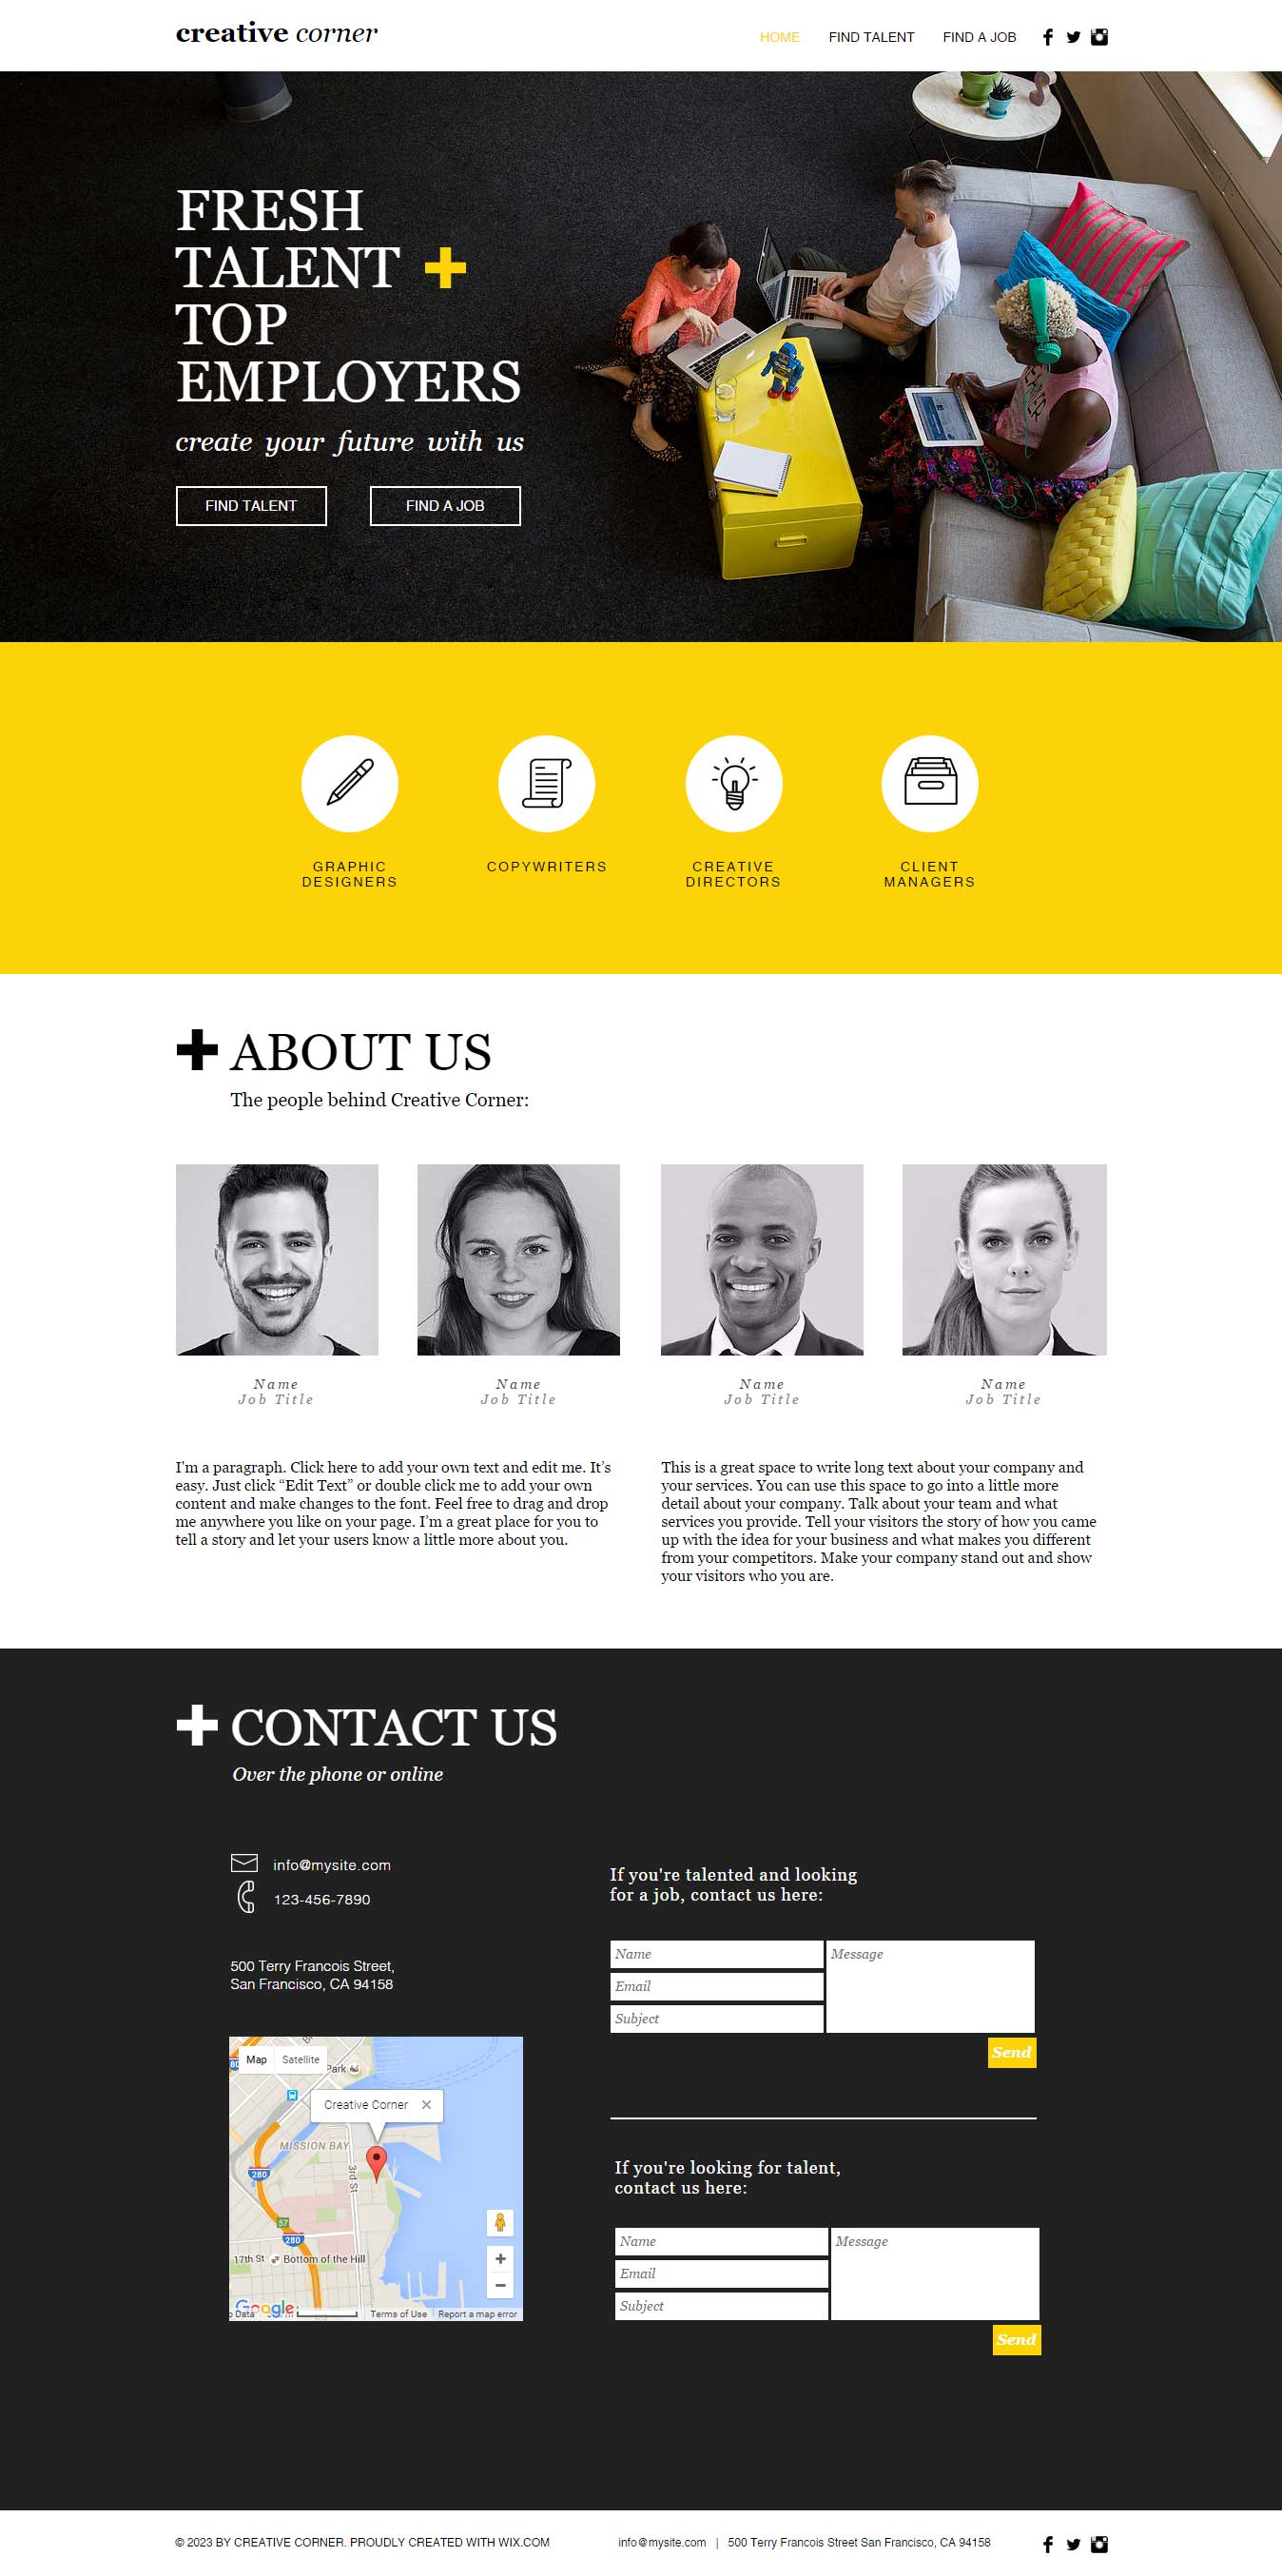 creative corner
HOME FIND TALENT FIND A JOB
FRESH
TALENT +
TOP
EMPLOYERS
create your future with us
FIND TALENT FIND A JOB
GRAPHIC
DESIGNERS
COPYWRITERS
CREATIVE
DIRECTORS
CLIENT
MANAGERS
+ ABOUT US
The people behind Creative Corner:
Name
Job Title
Name
Job Title
Name
Job Title
Name
Job Title
I'm a paragraph. Click here to add your own text and edit me. It’s
easy. Just click “Edit Text” or double click me to add your own
content and make changes to the font. Feel free to drag and drop
me anywhere you like on your page. I’m a great place for you to
tell a story and let your users know a little more about you.
This is a great space to write long text about your company and
your services. You can use this space to go into a little more
detail about your company. Talk about your team and what
services you provide. Tell your visitors the story of how you came
up with the idea for your business and what makes you different
from your competitors. Make your company stand out and show
your visitors who you are.
+ CONTACT US
Over the phone or online
info@mysite.com
123-456-7890
500 Terry Francois Street,
San Francisco, CA 94158
Map Satellite
Park
Creative Corner
MISSION BAY
3rd St
280
57
280
17th St Bottom of the Hill
Google
Data Terms of Use Report a map error
If you're talented and looking
for a job, contact us here:
Name
Email
Subject
Message
Send
If you're looking for talent,
contact us here:
Name
Email
Subject
Message
Send
© 2023 BY CREATIVE CORNER. PROUDLY CREATED WITH WIX.COM
info@mysite.com | 500 Terry Francois Street San Francisco, CA 94158